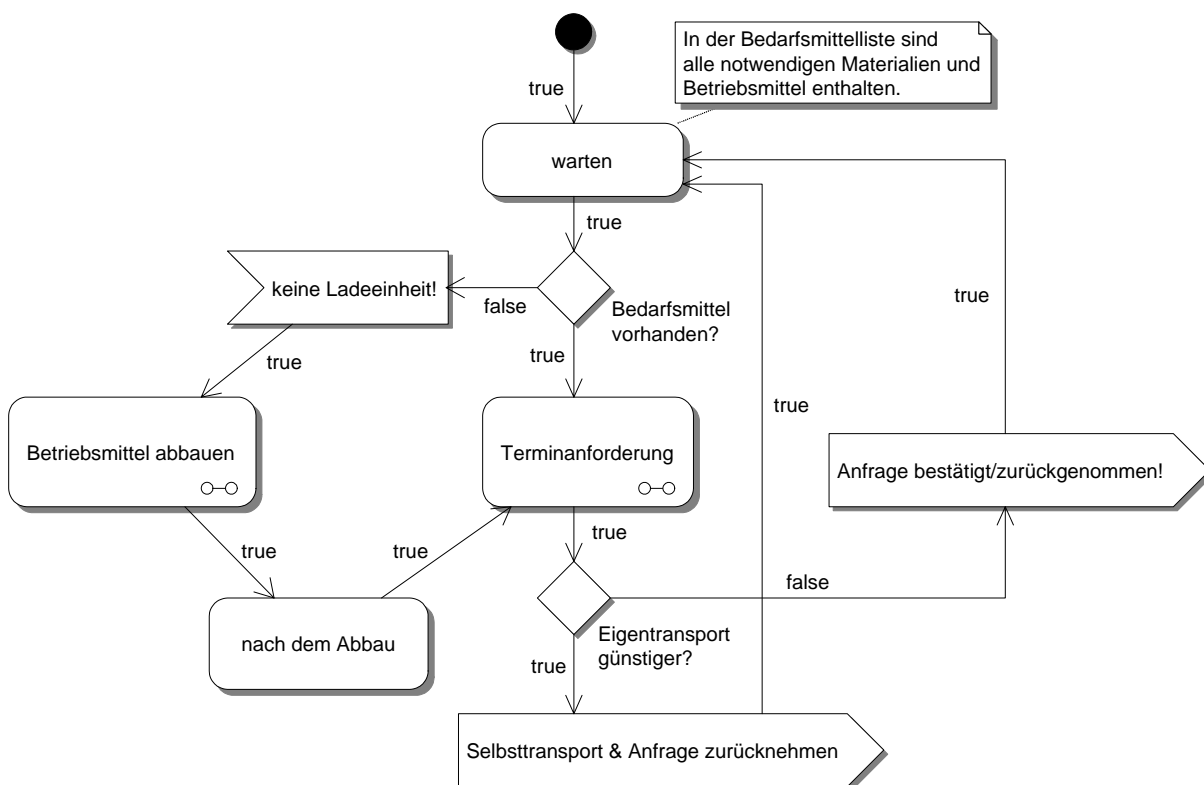 In der Bedarfsmittelliste sind
alle notwendigen Materialien und
Betriebsmittel enthalten.
true
warten
true
keine Ladeeinheit!
false
Bedarfsmittel
vorhanden?
true
true
true
true
Betriebsmittel abbauen
Terminanforderung
Anfrage bestätigt/zurückgenommen!
true
true
true
false
nach dem Abbau
Eigentransport
günstiger?
true
Selbsttransport & Anfrage zurücknehmen